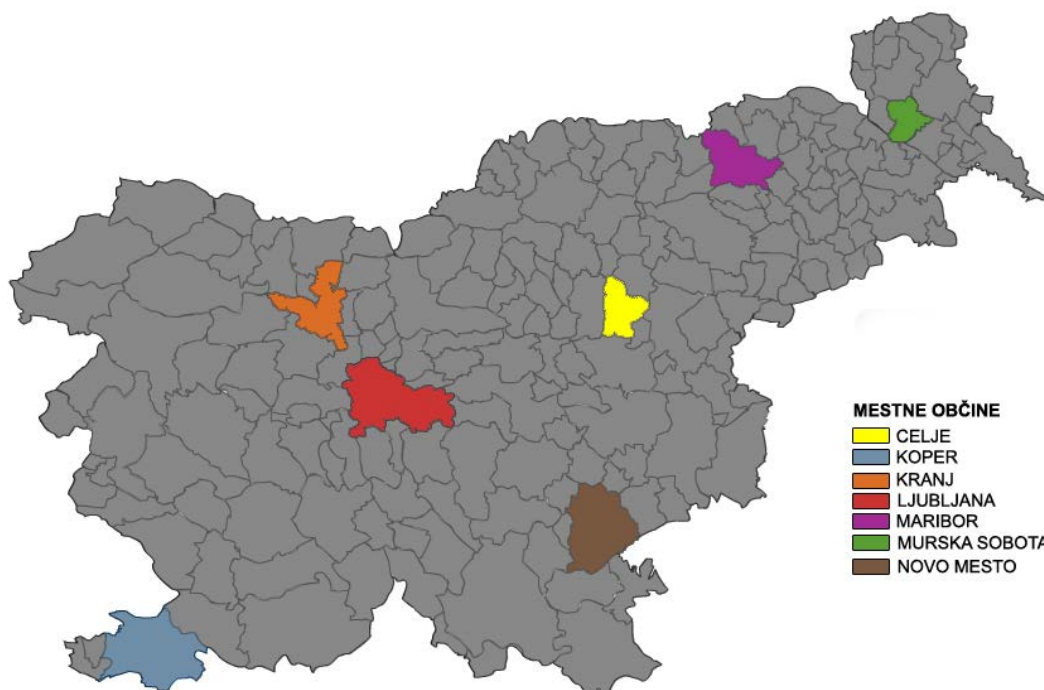 MESTNE OBČINE
CELJE
KOPER
KRANJ
LJUBLJANA
MARIBOR
MURSKA SOBOTA
NOVO MESTO